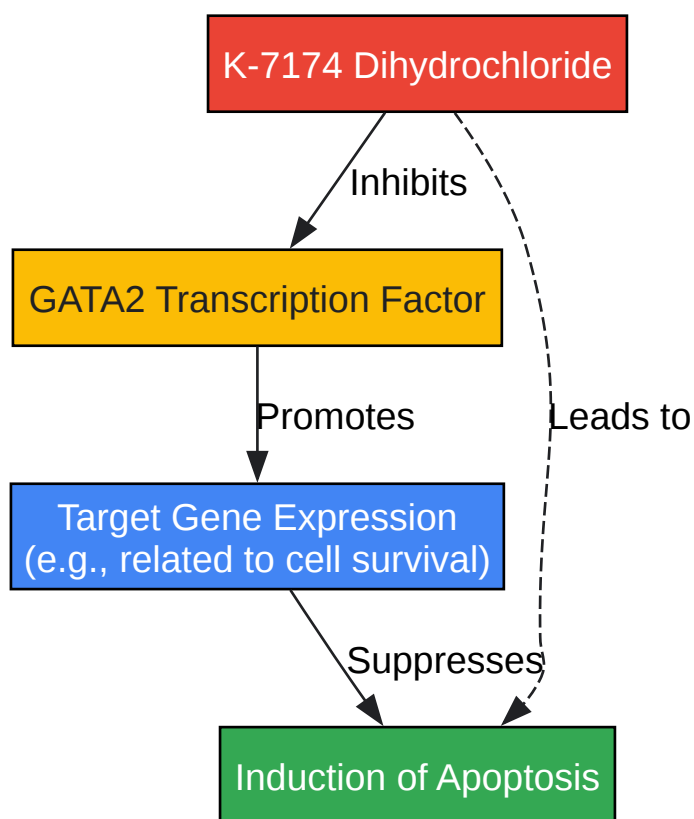 K-7174 Dihydrochloride
Inhibits
GATA2 Transcription Factor
Promotes
Leads to
Target Gene Expression
(e.g., related to cell survival)
Suppresses
Induction of Apoptosis